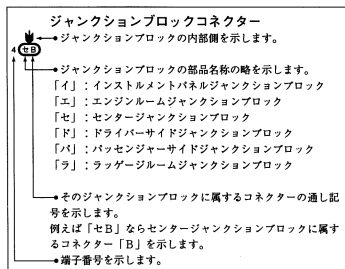 ジャンクションブロックコネクター
ジャンクションブロックの内部側を示します。
4 セB
ジャンクションブロックの部品名称の略を示します。
「イ」：インストルメントパネルジャンクションブロック
「エ」：エンジンルームジャンクションブロック
「セ」：センタージャンクションブロック
「ド」：ドライバーサイドジャンクションブロック
「パ」：パッセンジャーサイドジャンクションブロック
「ラ」：ラッゲージルームジャンクションブロック
そのジャンクションブロックに属するコネクターの通し記
号を示します。
例えば「セB」ならセンタージャンクションブロックに属す
るコネクター「B」を示します。
端子番号を示します。